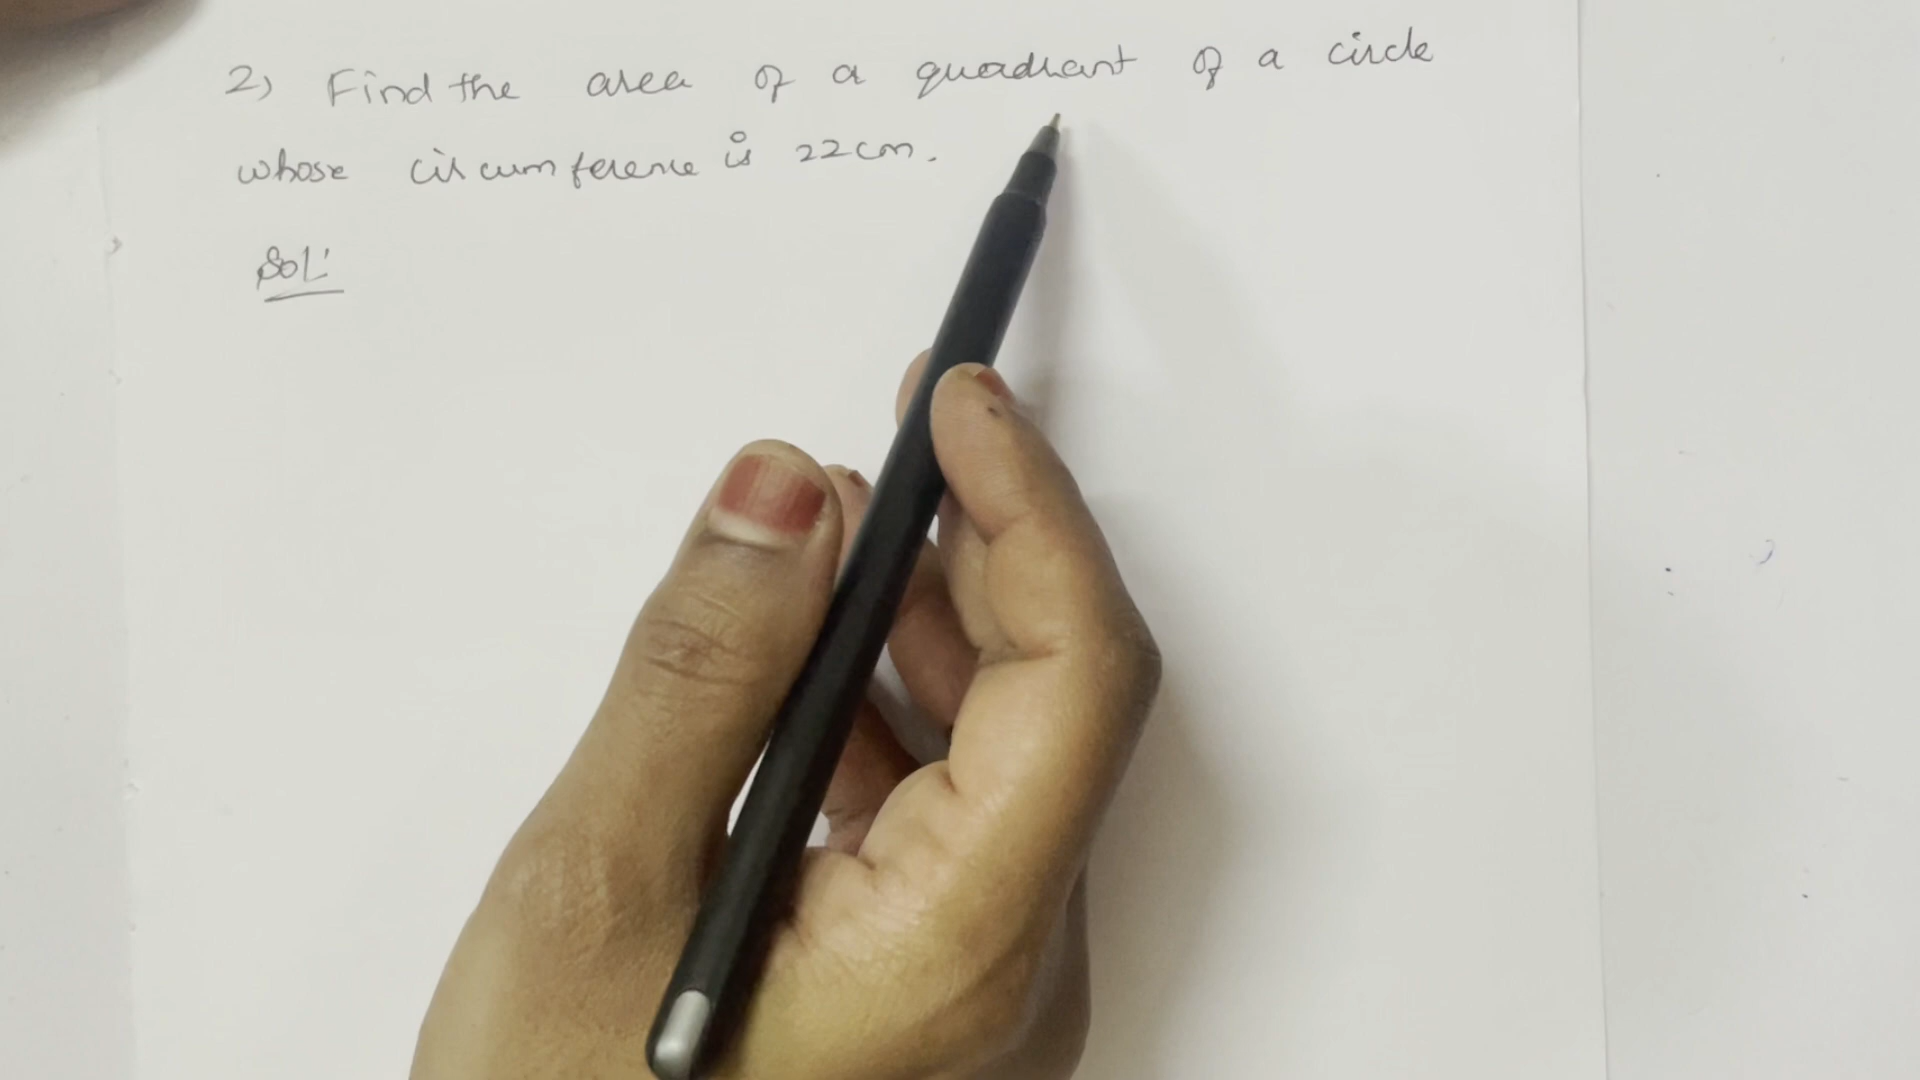 2) Find the area of a quadrant of a circle
whose circumference is 22cm.
Sol: